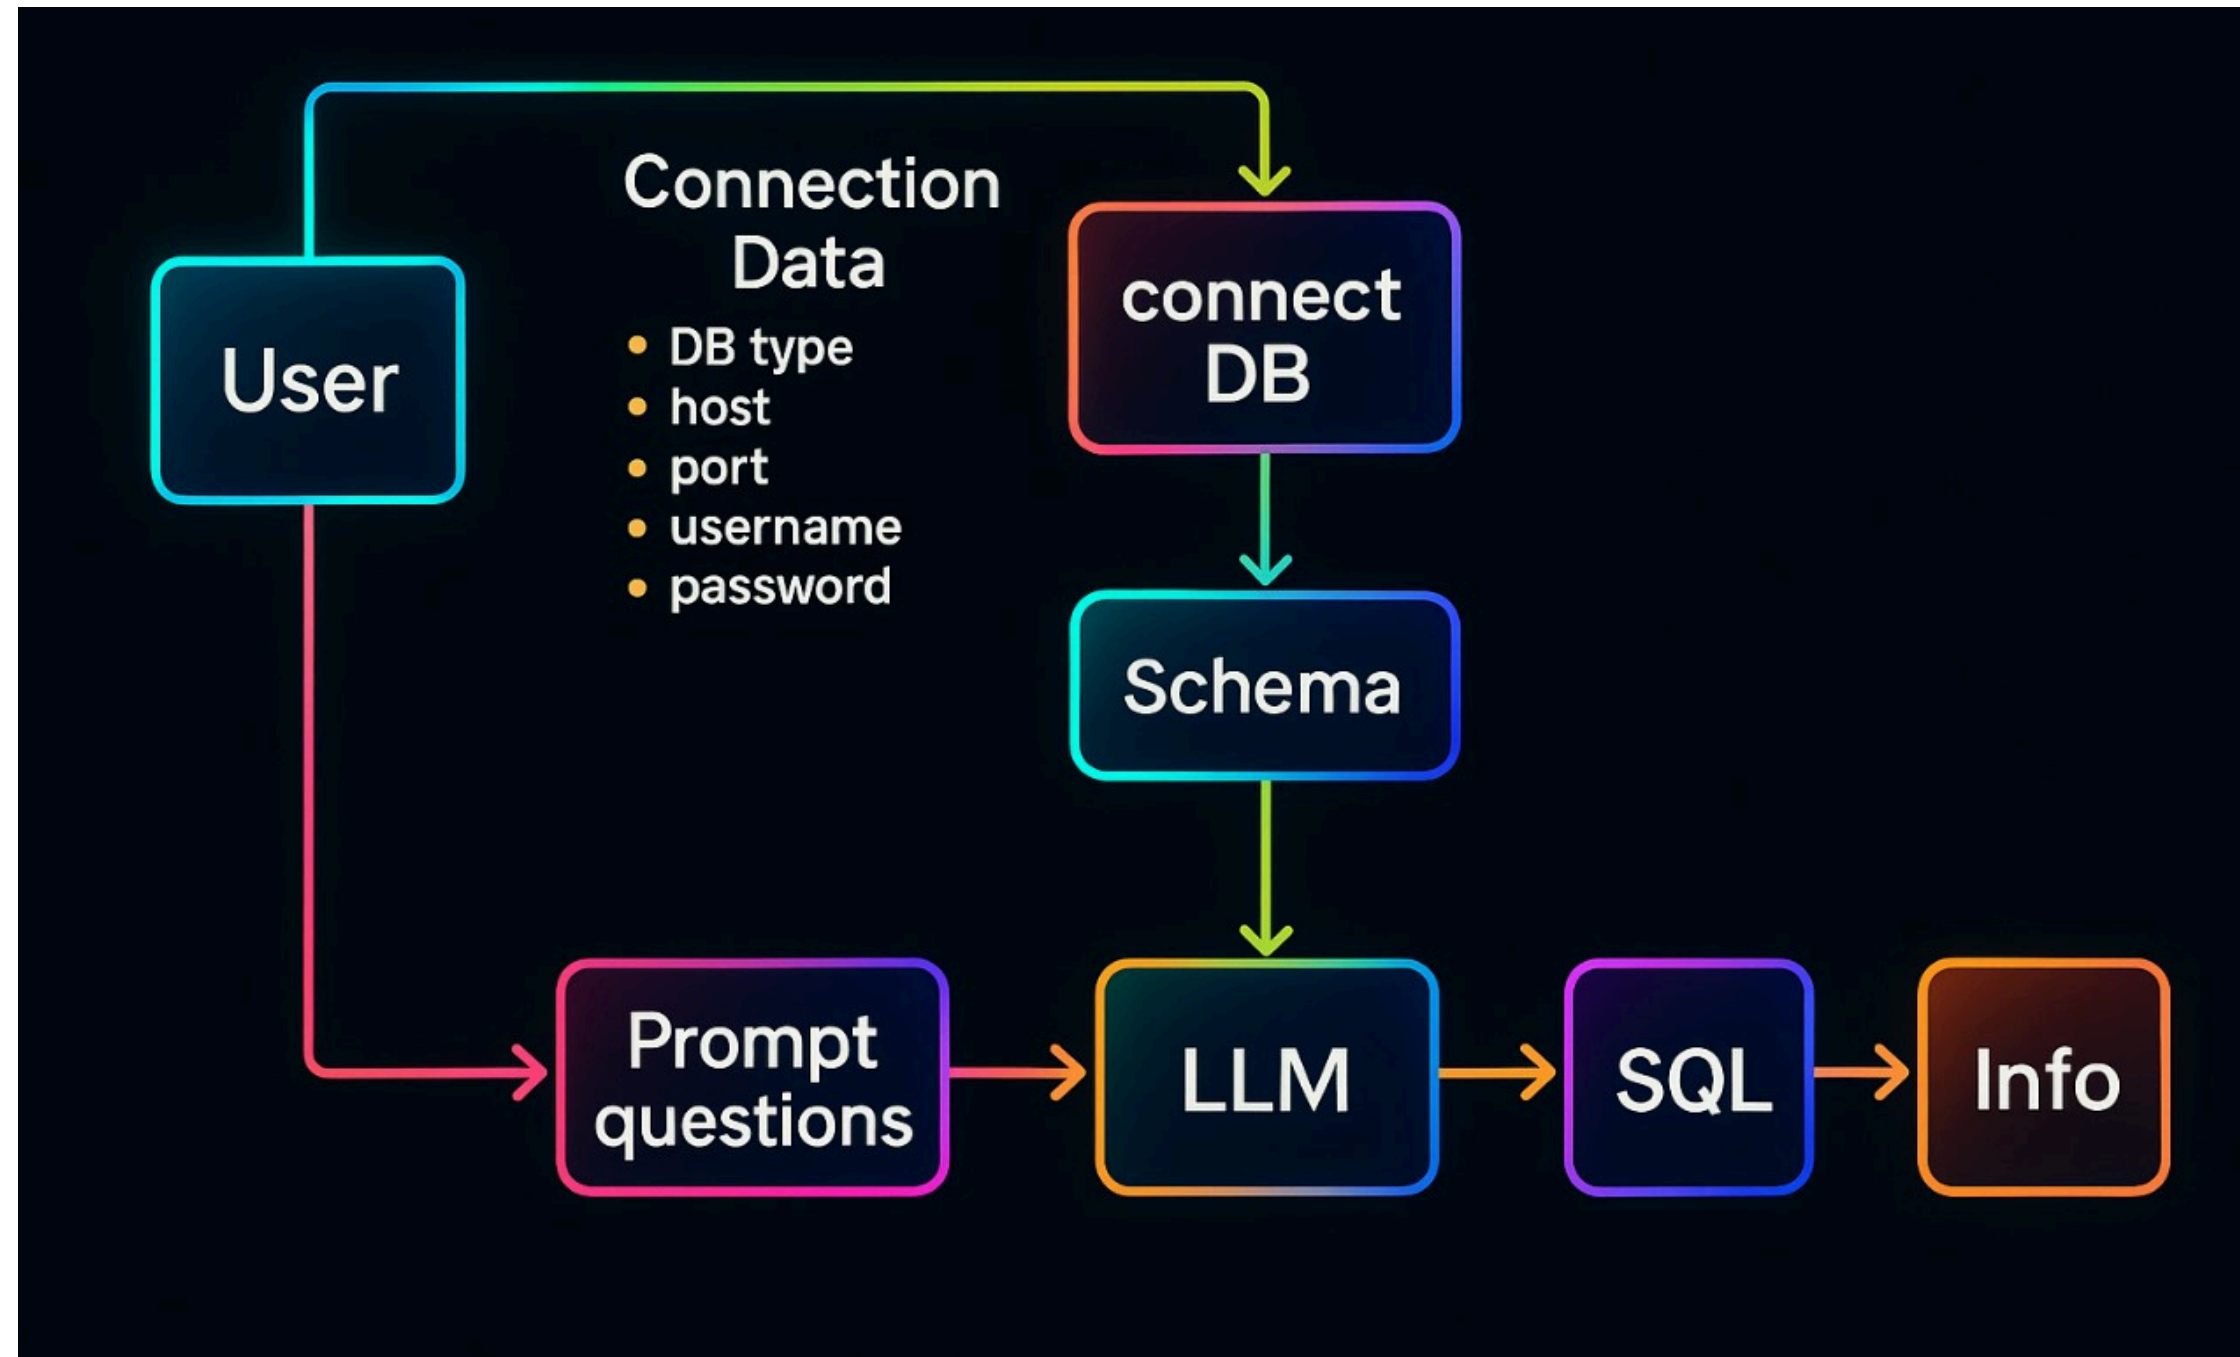 Connection
Data
• DB type
• host
• port
• username
• password
User
connect
DB
Schema
Prompt
questions
LLM
SQL
Info